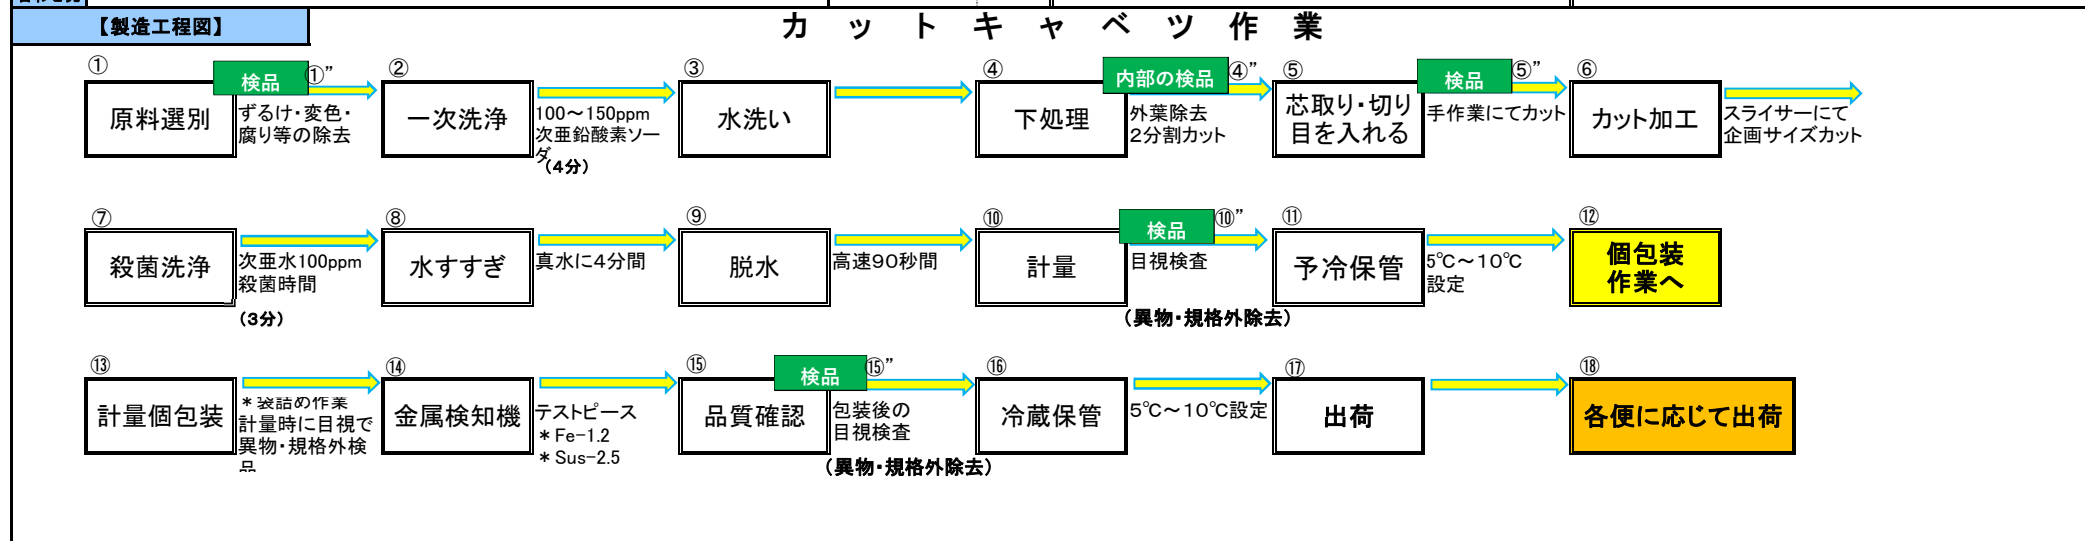 【製造工程図】
カットキャベツ作業
①
検品
①”
原料選別
ずるけ・変色・
腐り等の除去
②
一次洗浄
100～150ppm
次亜鉛酸素ソー
ダ
(4分)
③
水洗い
④
内部の検品
④”
下処理
外葉除去
2分割カット
⑤
検品
⑤”
芯取り・切り
目を入れる
手作業にてカット
⑥
カット加工
スライサーにて
企画サイズカット
⑦
殺菌洗浄
次亜水100ppm
殺菌時間
(3分)
⑧
水すすぎ
真水に4分間
⑨
脱水
高速90秒間
⑩
検品
⑩”
計量
目視検査
(異物・規格外除去)
⑪
予冷保管
5℃～10℃
設定
⑫
個包装
作業へ
⑬
計量個包装
＊袋詰め作業
計量時に目視で
異物・規格外検
品
⑭
金属検知機
テストピース
＊Fe-1.2
＊Sus-2.5
⑮
検品
⑮”
品質確認
包装後の
目視検査
(異物・規格外除去)
⑯
冷蔵保管
5℃～10℃設定
⑰
出荷
⑱
各便に応じて出荷